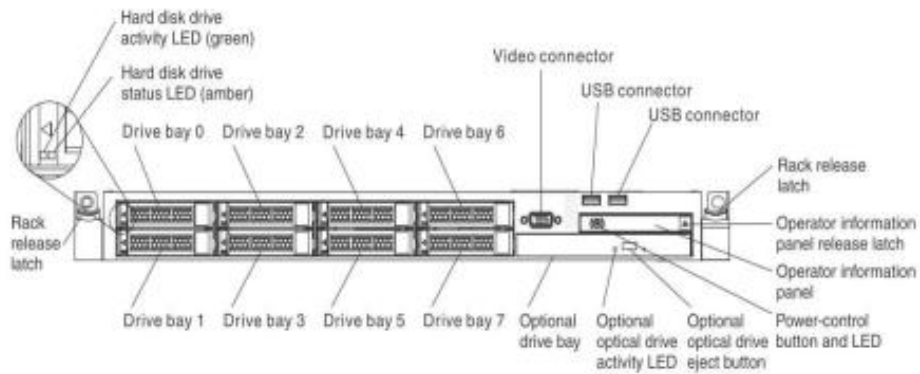 Hard disk drive
activity LED (green)
Hard disk drive
status LED (amber)
Video connector
USB connector
USB connector
Drive bay 0
Drive bay 2
Drive bay 4
Drive bay 6
Rack release
latch
Rack
release
latch
Operator information
panel release latch
Operator information
panel
Drive bay 1
Drive bay 3
Drive bay 5
Drive bay 7
Optional
drive bay
Optional
optical drive
activity LED
Optional
optical drive
eject button
Power-control
button and LED